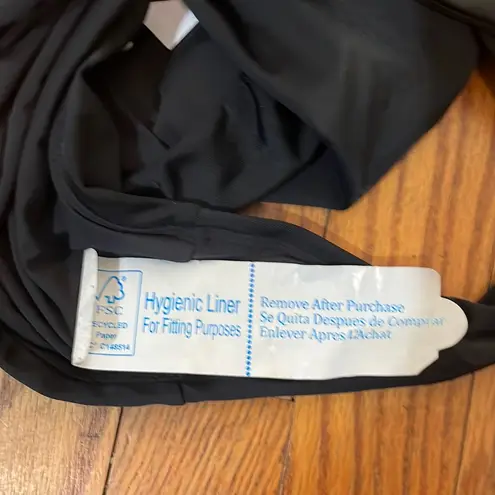 FSC
RECYCLED
Paper
C148514
Hygienic Liner
For Fitting Purposes
Remove After Purchase
Se Quita Despues de Comprar
Enlever Apres L'Achat